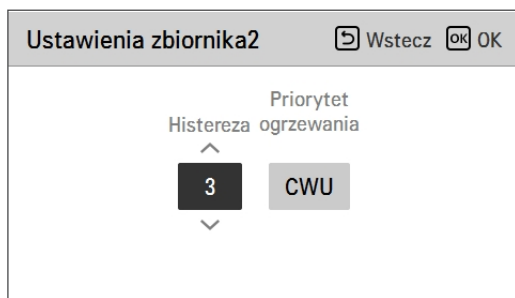 Ustawienia zbiornika2 Wstecz OK OK
Priorytet
Histereza ogrzewania
3 CWU